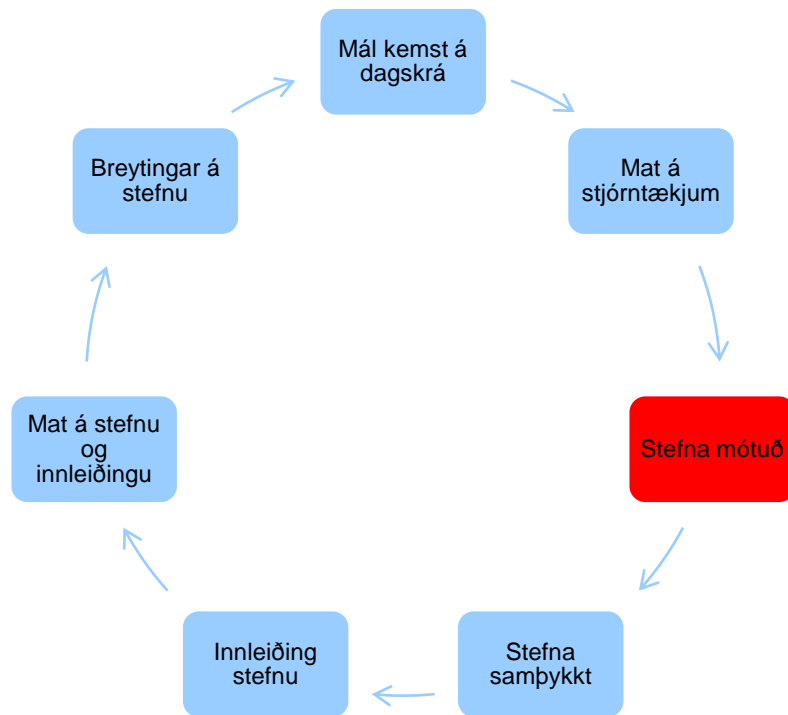 Mál kemst á
dagskrá
Mat á
stjórntækjum
Stefna mótuð
Stefna
samþykkt
Innleiðing
stefnu
Mat á stefnu
og
innleiðingu
Breytingar á
stefnu